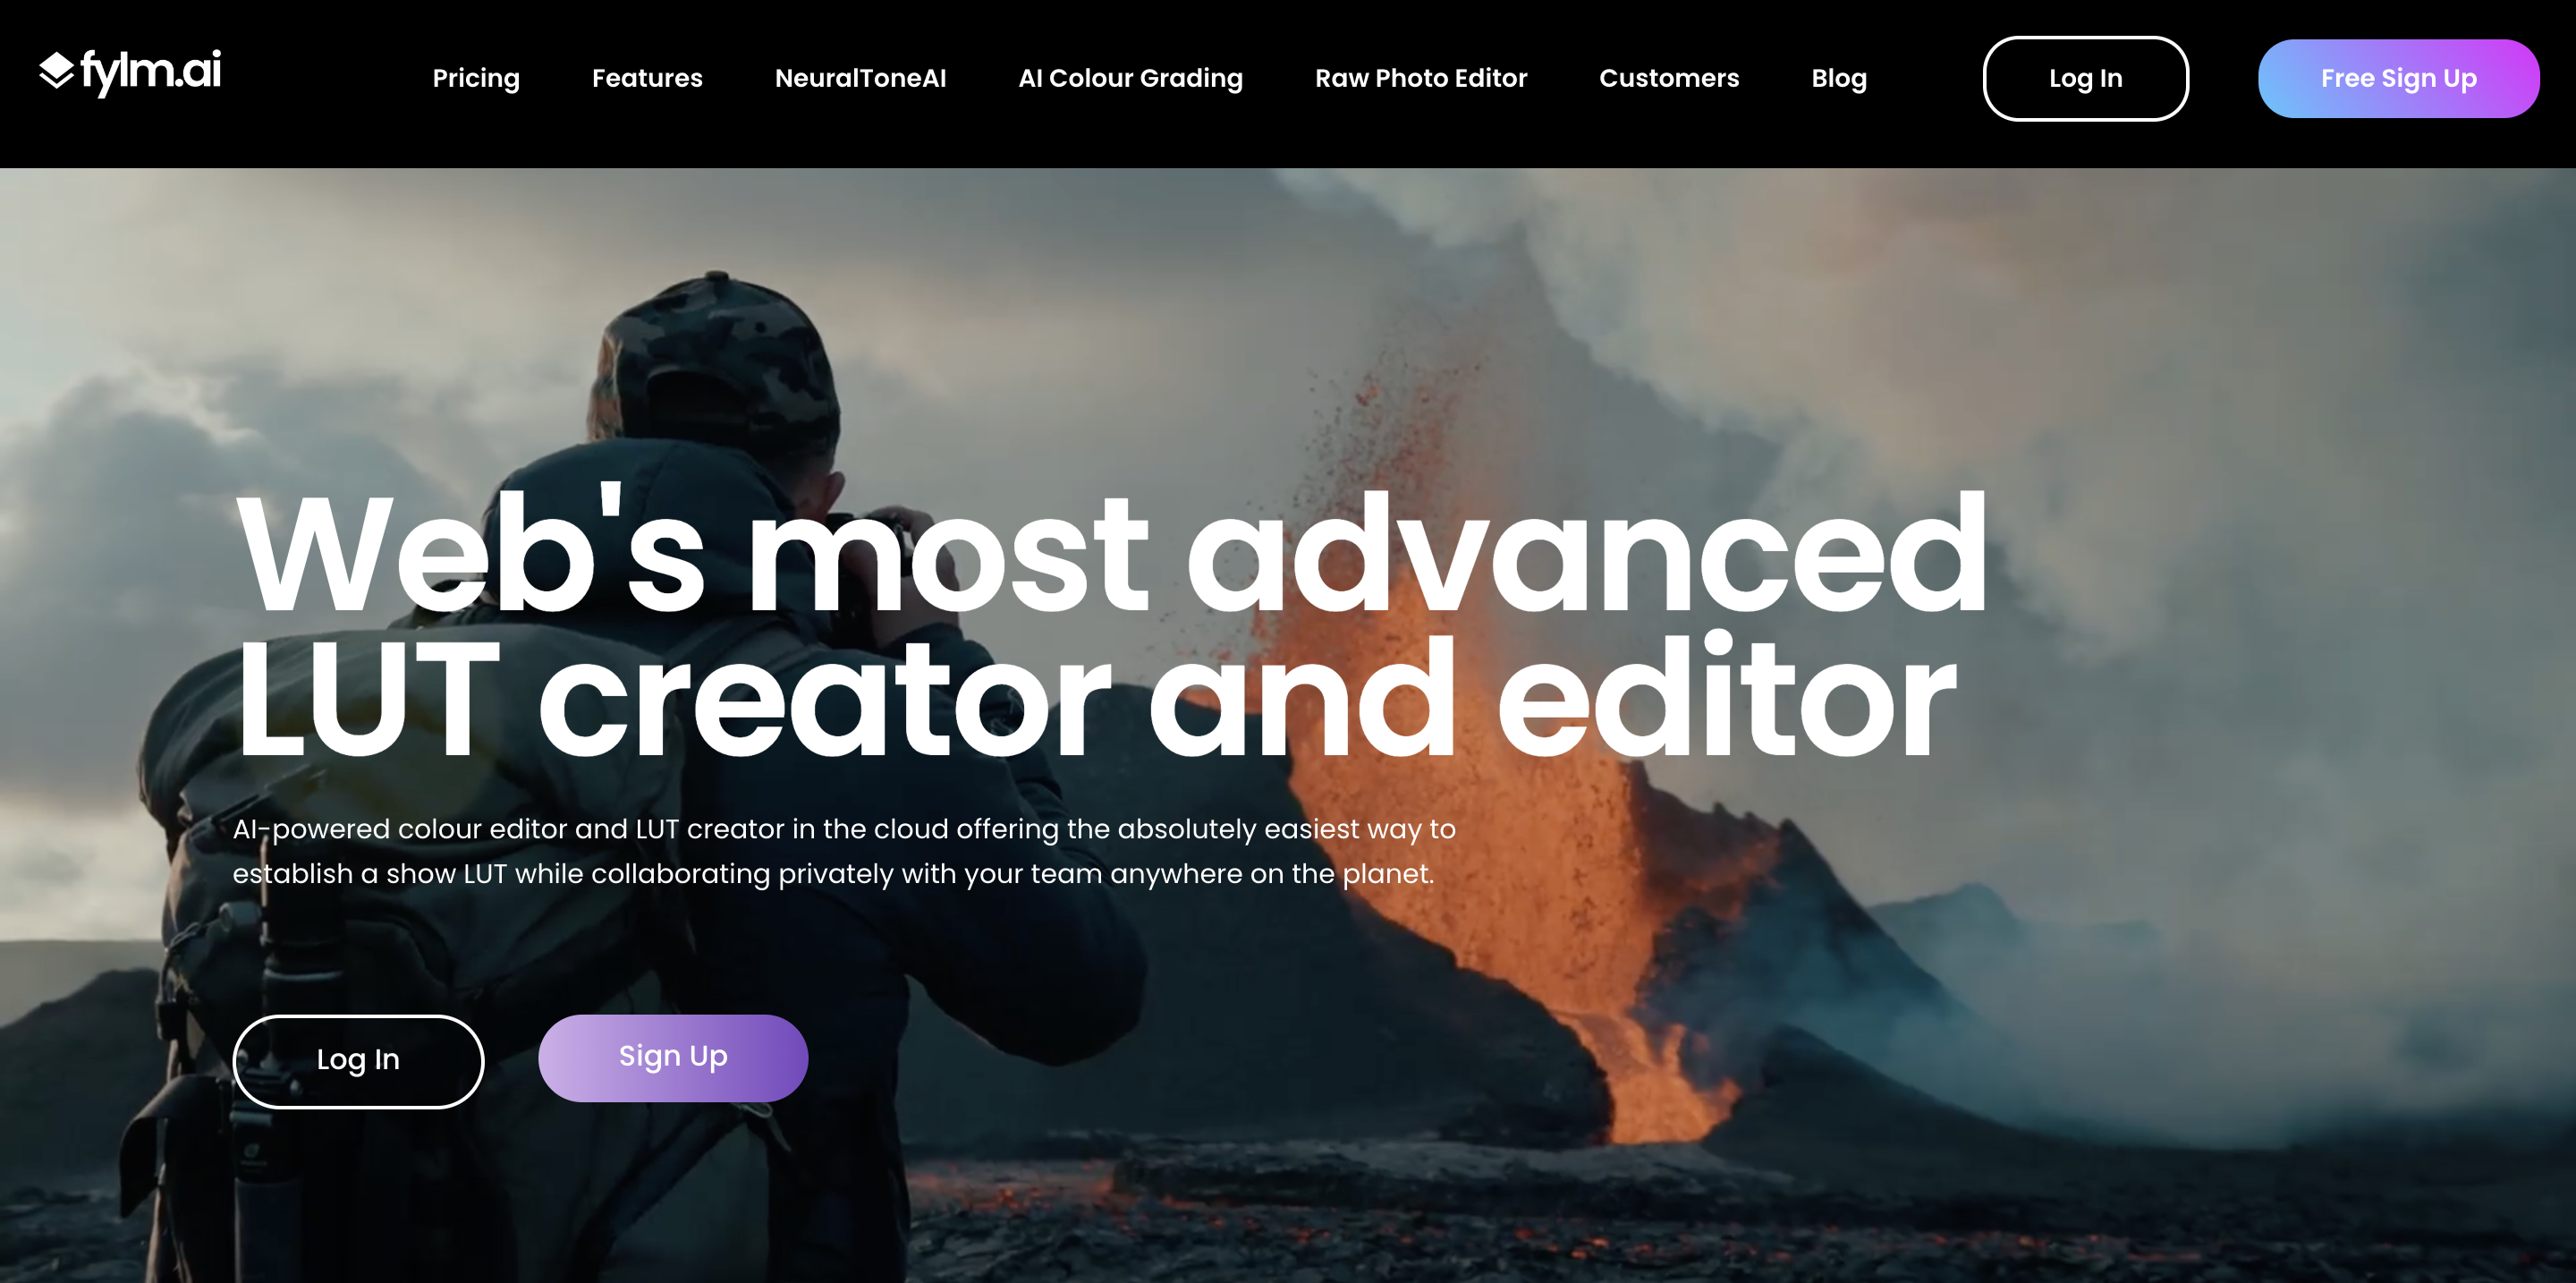 fylm.ai
Pricing
Features
NeuralToneAI
AI Colour Grading
Raw Photo Editor
Customers
Blog
Log In
Free Sign Up
Web's most advanced
LUT creator and editor
AI-powered colour editor and LUT creator in the cloud offering the absolutely easiest way to
establish a show LUT while collaborating privately with your team anywhere on the planet.
Log In
Sign Up